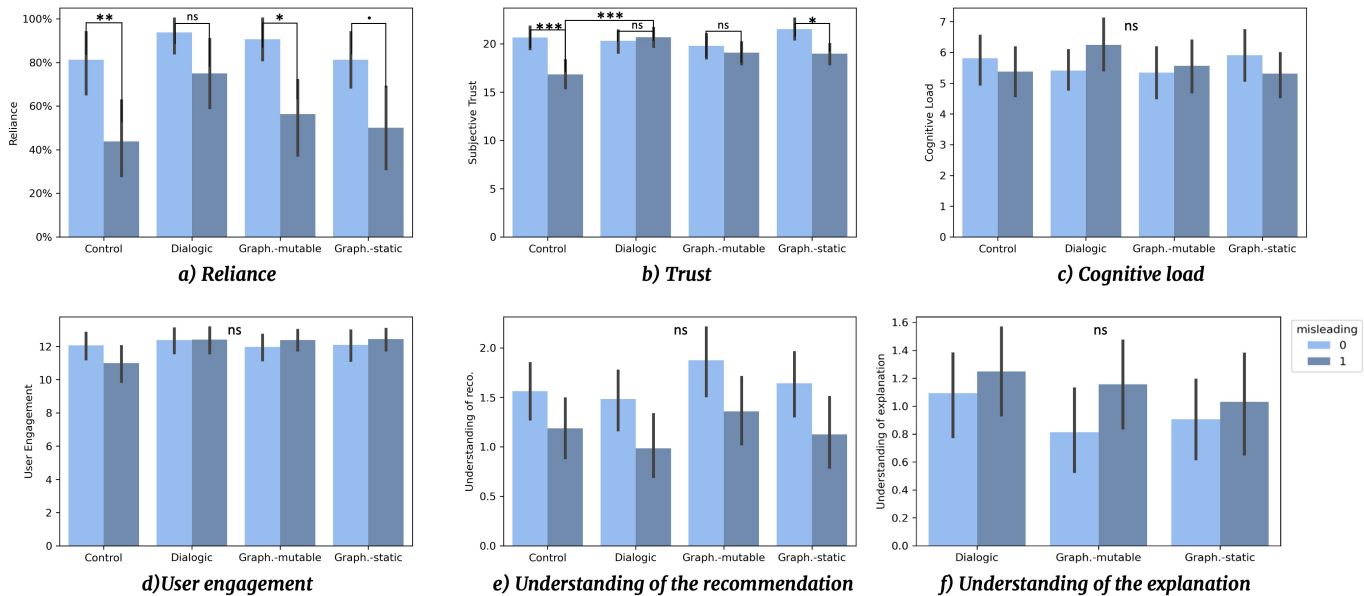 100%
80%
60%
40%
20%
0%
Reliance
**
ns
*
•
Control Dialogic Graph.-mutable Graph.-static
a) Reliance
20
15
10
5
0
Subjective Trust
***
***
ns
ns
*
Control Dialogic Graph.-mutable Graph.-static
b) Trust
7
6
5
4
3
2
1
0
Cognitive Load
ns
Control Dialogic Graph.-mutable Graph.-static
c) Cognitive load
12
10
8
6
4
2
0
User Engagement
ns
Control Dialogic Graph.-mutable Graph.-static
d)User engagement
2.0
1.5
1.0
0.5
0.0
Understanding of reco.
ns
Control Dialogic Graph.-mutable Graph.-static
e) Understanding of the recommendation
1.6
1.4
1.2
1.0
0.8
0.6
0.4
0.2
0.0
Understanding of explanation
ns
Dialogic Graph.-mutable Graph.-static
f) Understanding of the explanation
misleading
0
1